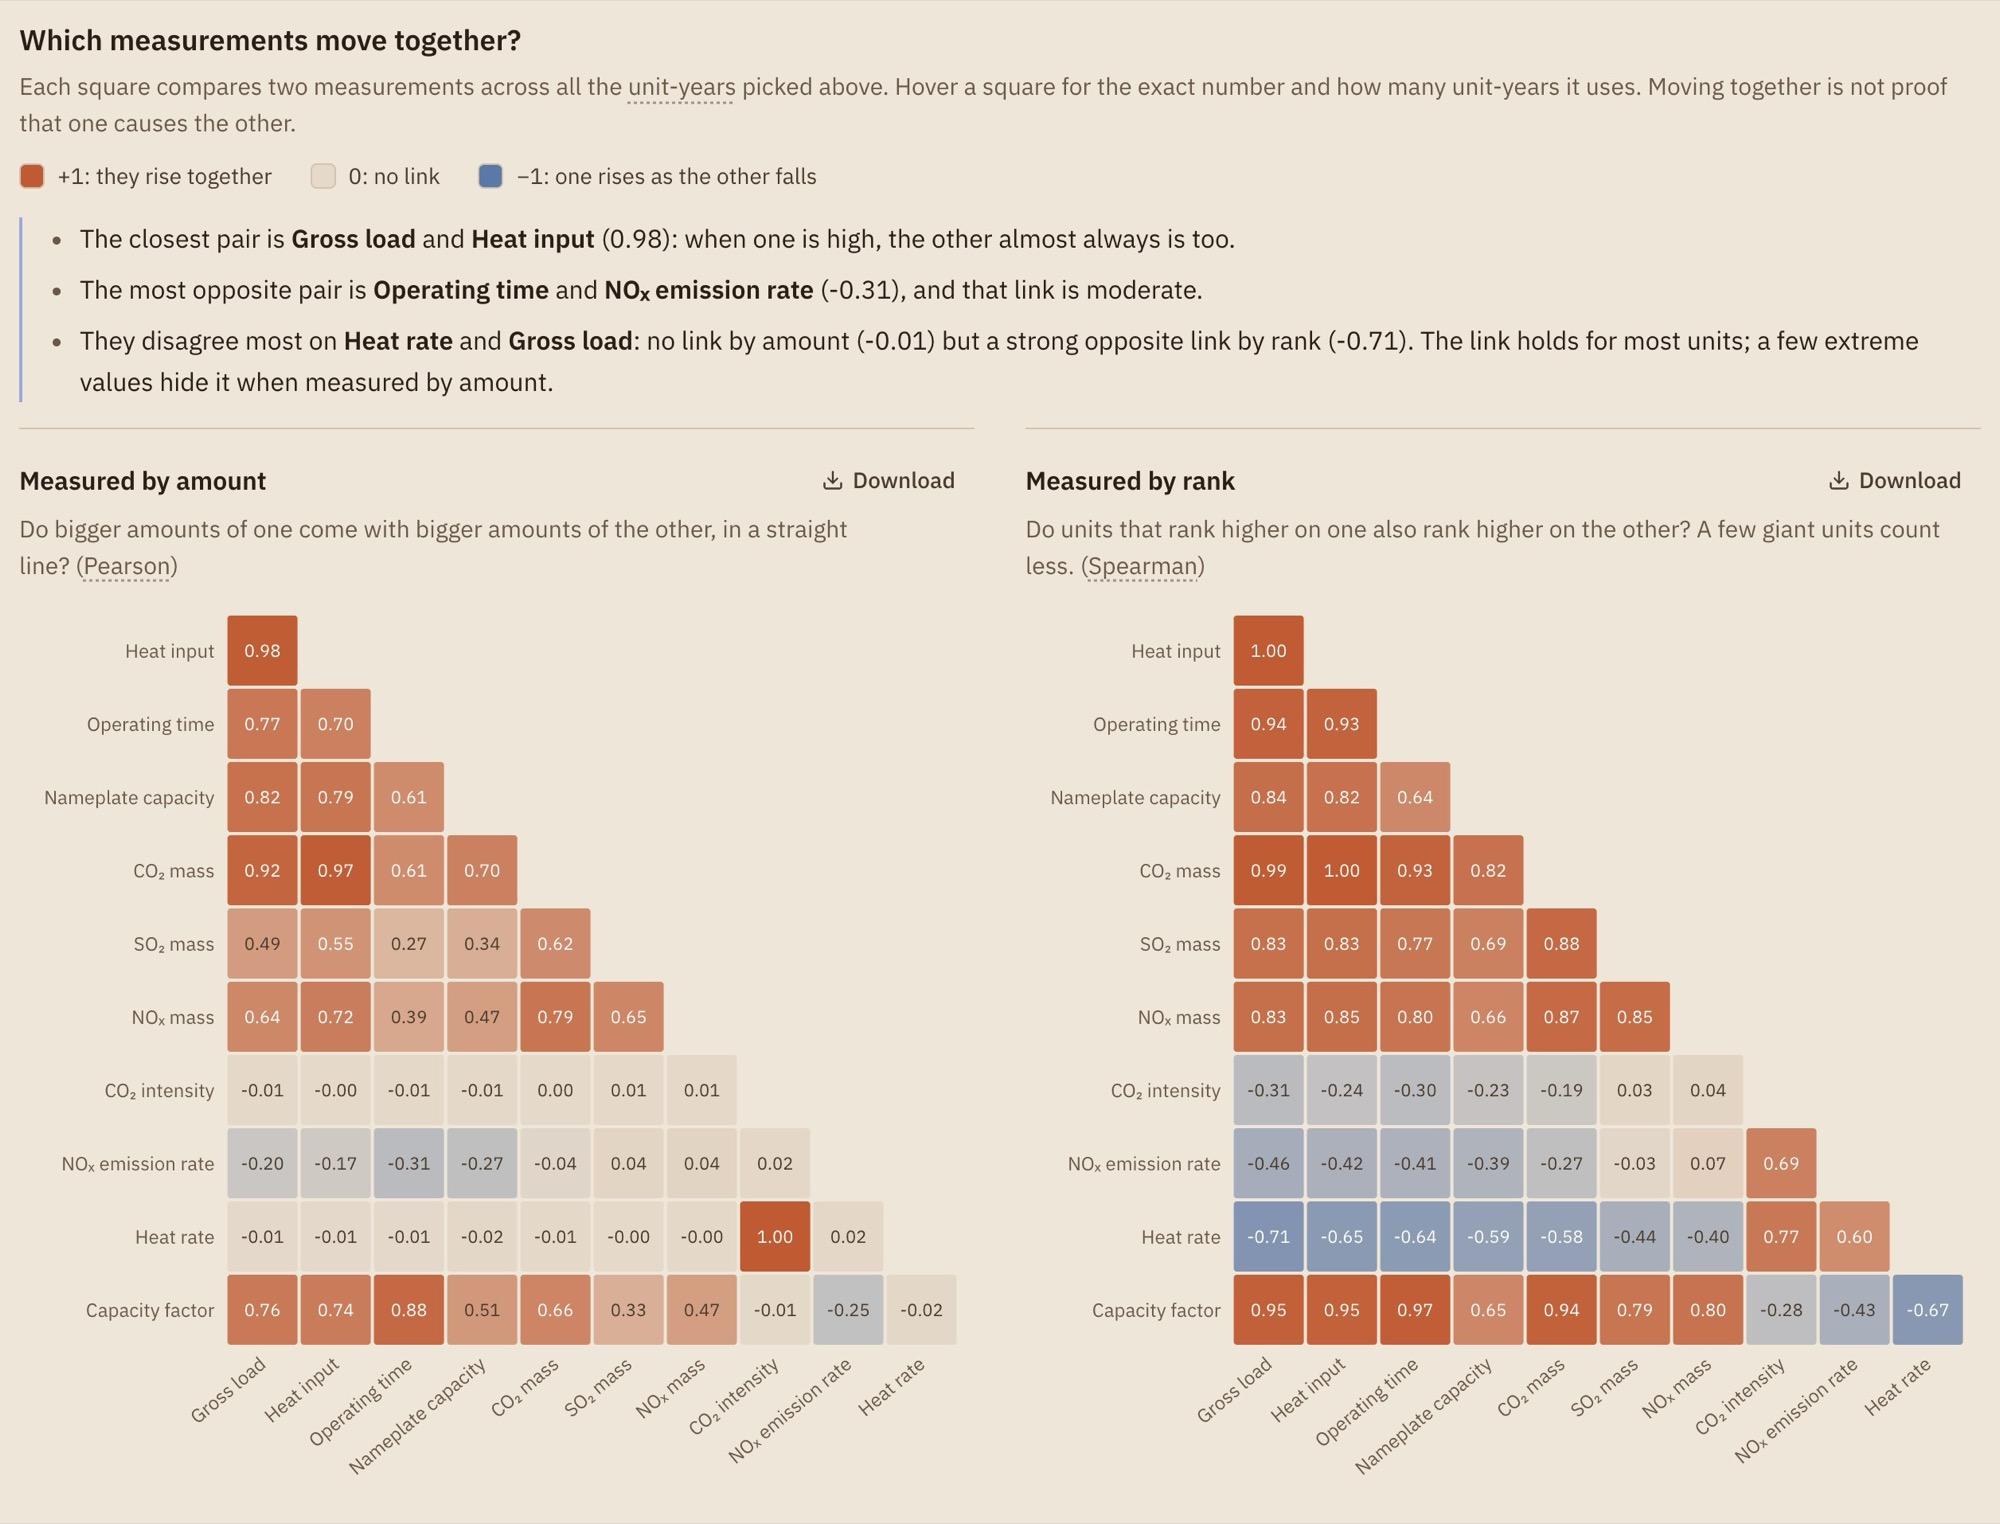 Which measurements move together?
Each square compares two measurements across all the unit-years picked above. Hover a square for the exact number and how many unit-years it uses. Moving together is not proof
that one causes the other.
+1: they rise together 0: no link −1: one rises as the other falls
• The closest pair is Gross load and Heat input (0.98): when one is high, the other almost always is too.
• The most opposite pair is Operating time and NOₓ emission rate (-0.31), and that link is moderate.
• They disagree most on Heat rate and Gross load: no link by amount (-0.01) but a strong opposite link by rank (-0.71). The link holds for most units; a few extreme
values hide it when measured by amount.
Measured by amount Download
Do bigger amounts of one come with bigger amounts of the other, in a straight
line? (Pearson)
Heat input 0.98
Operating time 0.77 0.70
Nameplate capacity 0.82 0.79 0.61
CO₂ mass 0.92 0.97 0.61 0.70
SO₂ mass 0.49 0.55 0.27 0.34 0.62
NOₓ mass 0.64 0.72 0.39 0.47 0.79 0.65
CO₂ intensity -0.01 -0.00 -0.01 -0.01 0.00 0.01 0.01
NOₓ emission rate -0.20 -0.17 -0.31 -0.27 -0.04 0.04 0.04 0.02
Heat rate -0.01 -0.01 -0.01 -0.02 -0.01 -0.00 -0.00 1.00 0.02
Capacity factor 0.76 0.74 0.88 0.51 0.66 0.33 0.47 -0.01 -0.25 -0.02
Gross load Heat input Operating time Nameplate capacity CO₂ mass SO₂ mass NOₓ mass CO₂ intensity NOₓ emission rate Heat rate
Measured by rank Download
Do units that rank higher on one also rank higher on the other? A few giant units count
less. (Spearman)
Heat input 1.00
Operating time 0.94 0.93
Nameplate capacity 0.84 0.82 0.64
CO₂ mass 0.99 1.00 0.93 0.82
SO₂ mass 0.83 0.83 0.77 0.69 0.88
NOₓ mass 0.83 0.85 0.80 0.66 0.87 0.85
CO₂ intensity -0.31 -0.24 -0.30 -0.23 -0.19 0.03 0.04
NOₓ emission rate -0.46 -0.42 -0.41 -0.39 -0.27 -0.03 0.07 0.69
Heat rate -0.71 -0.65 -0.64 -0.59 -0.58 -0.44 -0.40 0.77 0.60
Capacity factor 0.95 0.95 0.97 0.65 0.94 0.79 0.80 -0.28 -0.43 -0.67
Gross load Heat input Operating time Nameplate capacity CO₂ mass SO₂ mass NOₓ mass CO₂ intensity NOₓ emission rate Heat rate